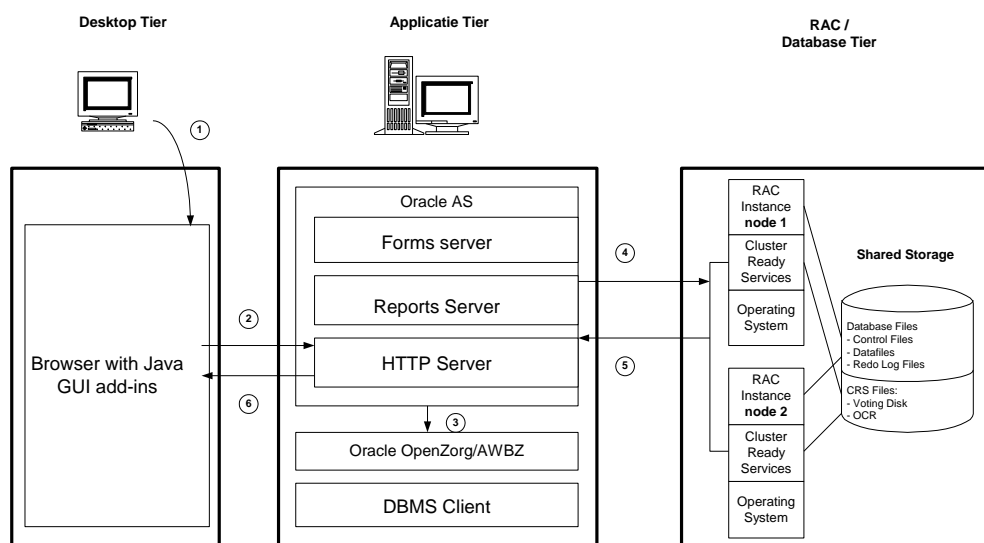 Desktop Tier
Applicatie Tier
RAC /
Database Tier
1
Oracle AS
Forms server
Reports Server
HTTP Server
Browser with Java
GUI add-ins
2
6
3
Oracle OpenZorg/AWBZ
DBMS Client
4
5
RAC
Instance
node 1
Cluster
Ready
Services
Operating
System
RAC
Instance
node 2
Cluster
Ready
Services
Operating
System
Shared Storage
Database Files
- Control Files
- Datafiles
- Redo Log Files
CRS Files:
- Voting Disk
- OCR